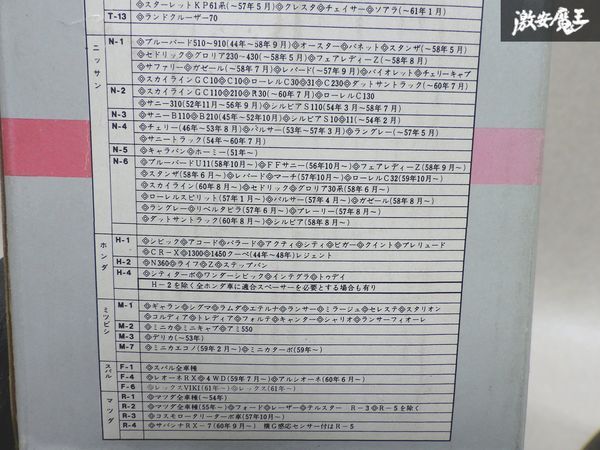 激安魔王
◇スターレットKP61系(～57年5月)◇クレスタ◇チェイサー◇ソアラ(～61年1月)
T-13 ◇ランドクルーザー70
ニッサン
N-1 ◇ブルーバード510～910(44年～58年9月)◇オースター◇バネット◇スタンザ(58年5月)
◇セドリック◇グロリア230-430(～58年5月)◇フェアレディーZ(～58年8月)
◇サファリー◇ガゼール(～58年7月)◇レパード(～57年9月)◇バイオレット◇チェリーキャブ
◇スカイラインGC10◇C10◇ローレルC30◇31◇C230◇ダットサントラック(～60年7月)
N-2 ◇スカイラインGC110◇210◇R30(～60年7月)◇ローレルC130
◇サニー310(52年11月～56年9月)◇シルビアS110(54年3月～58年7月)
N-3 ◇サニーB110◇B210(45年～52年10月)◇シルビアS10◇11(～54年2月)
N-4 ◇チェリー(46年～53年8月)◇パルサー(53年～57年3月)◇ラングレー(～57年5月)
◇サニートラック(54年～60年7月)
N-5 ◇キャラバン◇ホーミー(51年～)
N-6 ◇ブルーバードU11(58年10月～)◇FFサニー(56年10月～)◇フェアレディーZ(58年9月～)
◇スタンザ(58年6月～)◇レパード◇マーチ(57年10月～)◇ローレルC32(59年10月～)
◇スカイライン(60年8月～)◇セドリック◇グロリア30系(58年6月～)
◇ローレルスピリット(57年1月～)◇パルサー(57年4月～)◇ガゼール(58年8月～)
◇ラングレー◇リベルタビラ(57年6月～)◇プレーリー(57年8月～)
◇ダットサントラック(60年8月～)◇シルビア(58年8月～)
ホンダ
H-1 ◇シビック◇アコード◇バラード◇アクティ◇シティ◇ビガー◇クイント◇プレリュード
◇CR-X◇1300◇1450クーペ(44年～48年)レジェント
H-2 ◇N360◇ライフ◇Z◇ステップバン
H-4 ◇シティターボ◇ワンダーシビック◇インテグラ◇トゥデイ
H-2を除く全ホンダ車に適合スペーサーを必要とする場合も有り
ミツビシ
M-1 ◇ギャラン◇シグマ◇ラムダ◇エテルナ◇ランサー◇ミラージュ◇セレステ◇スタリオン
◇コルディア◇トレディア◇フォルテ◇キャンター◇シャリオ◇ランサーフィオーレ
M-2 ◇ミニカ◇ミニキャブ◇アミ550
M-3 ◇デリカ(～53年)
M-7 ◇ミニカエコノ(59年2月～)◇ミニカターボ(59年～)
スバル
F-1 ◇スバル全車種
F-4 ◇レオーネRX◇4WD(59年7月～)◇アルシオーネ(60年6月～)
F-6 ◇レックスVIKI(61年～)◇レックス(61年～)
マツダ
R-1 ◇マツダ全車種(～54年)
R-2 ◇マツダ全車種(55年～)◇フォード◇レーザー◇テルスター R-3◎R-5を除く
R-3 ◇コスモロータリーターボ車(57年10月～)
R-4 ◇サバンナRX-7(60年9月～) 横G感応センサー付はR-5